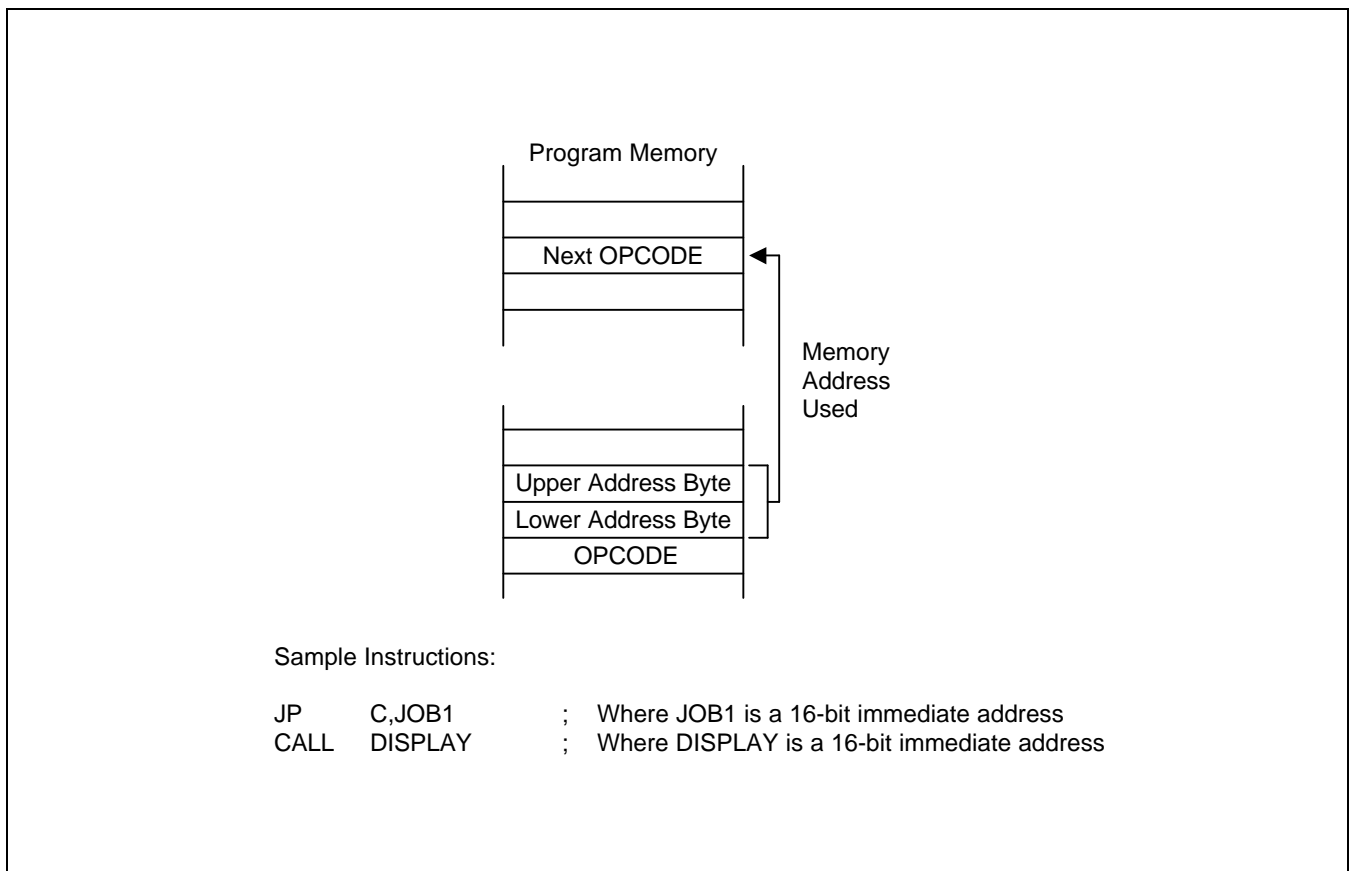 Program Memory
Next OPCODE
Memory
Address
Used
Upper Address Byte
Lower Address Byte
OPCODE
Sample Instructions:
JP C,JOB1 ; Where JOB1 is a 16-bit immediate address
CALL DISPLAY ; Where DISPLAY is a 16-bit immediate address